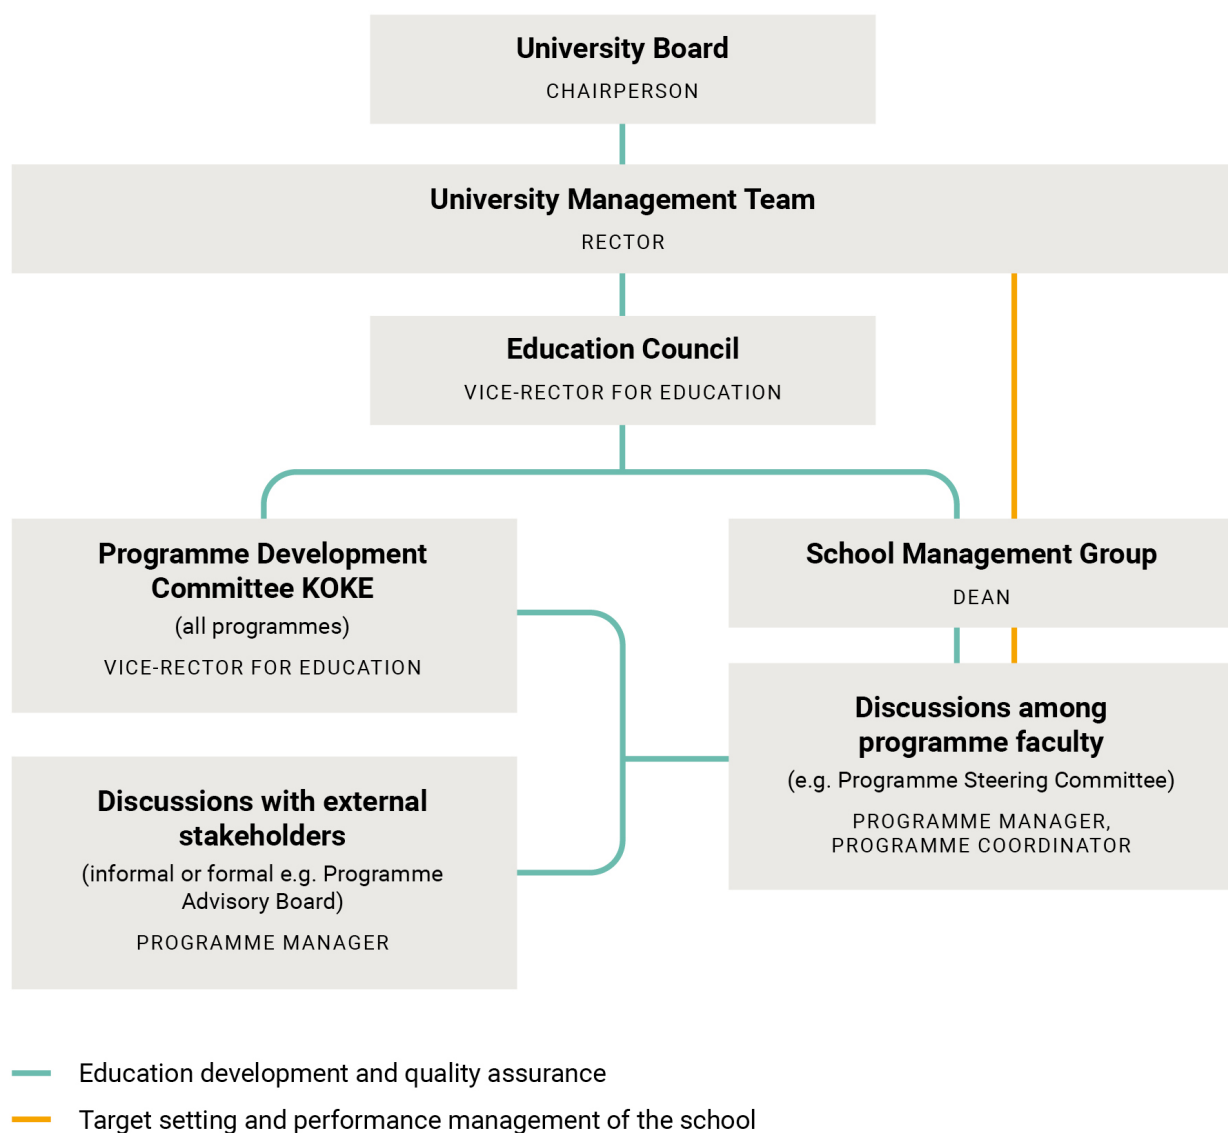 University Board
CHAIRPERSON
University Management Team
RECTOR
Education Council
VICE-RECTOR FOR EDUCATION
Programme Development
Committee KOKE
(all programmes)
VICE-RECTOR FOR EDUCATION
School Management Group
DEAN
Discussions among
programme faculty
(e.g. Programme Steering Committee)
PROGRAMME MANAGER,
PROGRAMME COORDINATOR
Discussions with external
stakeholders
(informal or formal e.g. Programme
Advisory Board)
PROGRAMME MANAGER
Education development and quality assurance
Target setting and performance management of the school